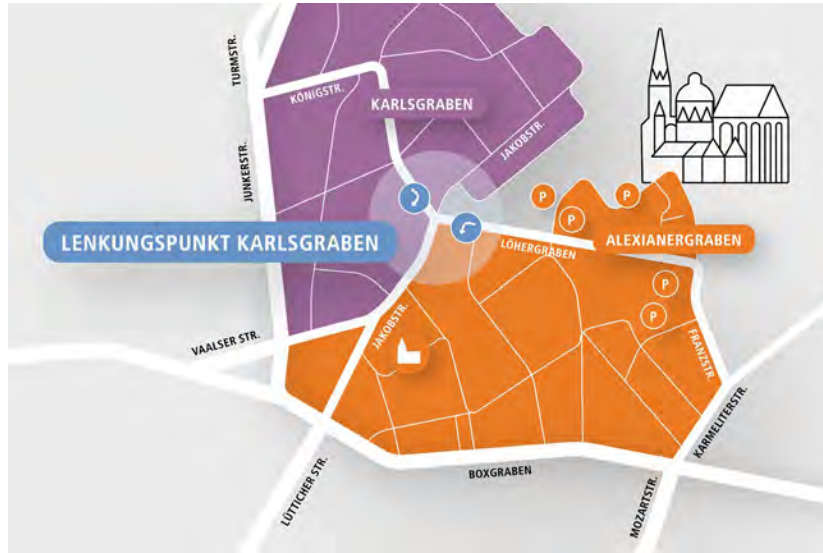 TURMSTR.
KÖNIGSTR.
KARLSGRABEN
JUNKERSTR.
JAKOBSTR.
P
P
P
LENKUNGSPUNKT KARLSGRABEN
LÖHERGRABEN
ALEXIANERGRABEN
P
P
VAALSER STR.
JAKOBSTR.
FRANZSTR.
KARMELITERSTR.
LÜTTICHER STR.
BOXGRABEN
MOZARTSTR.